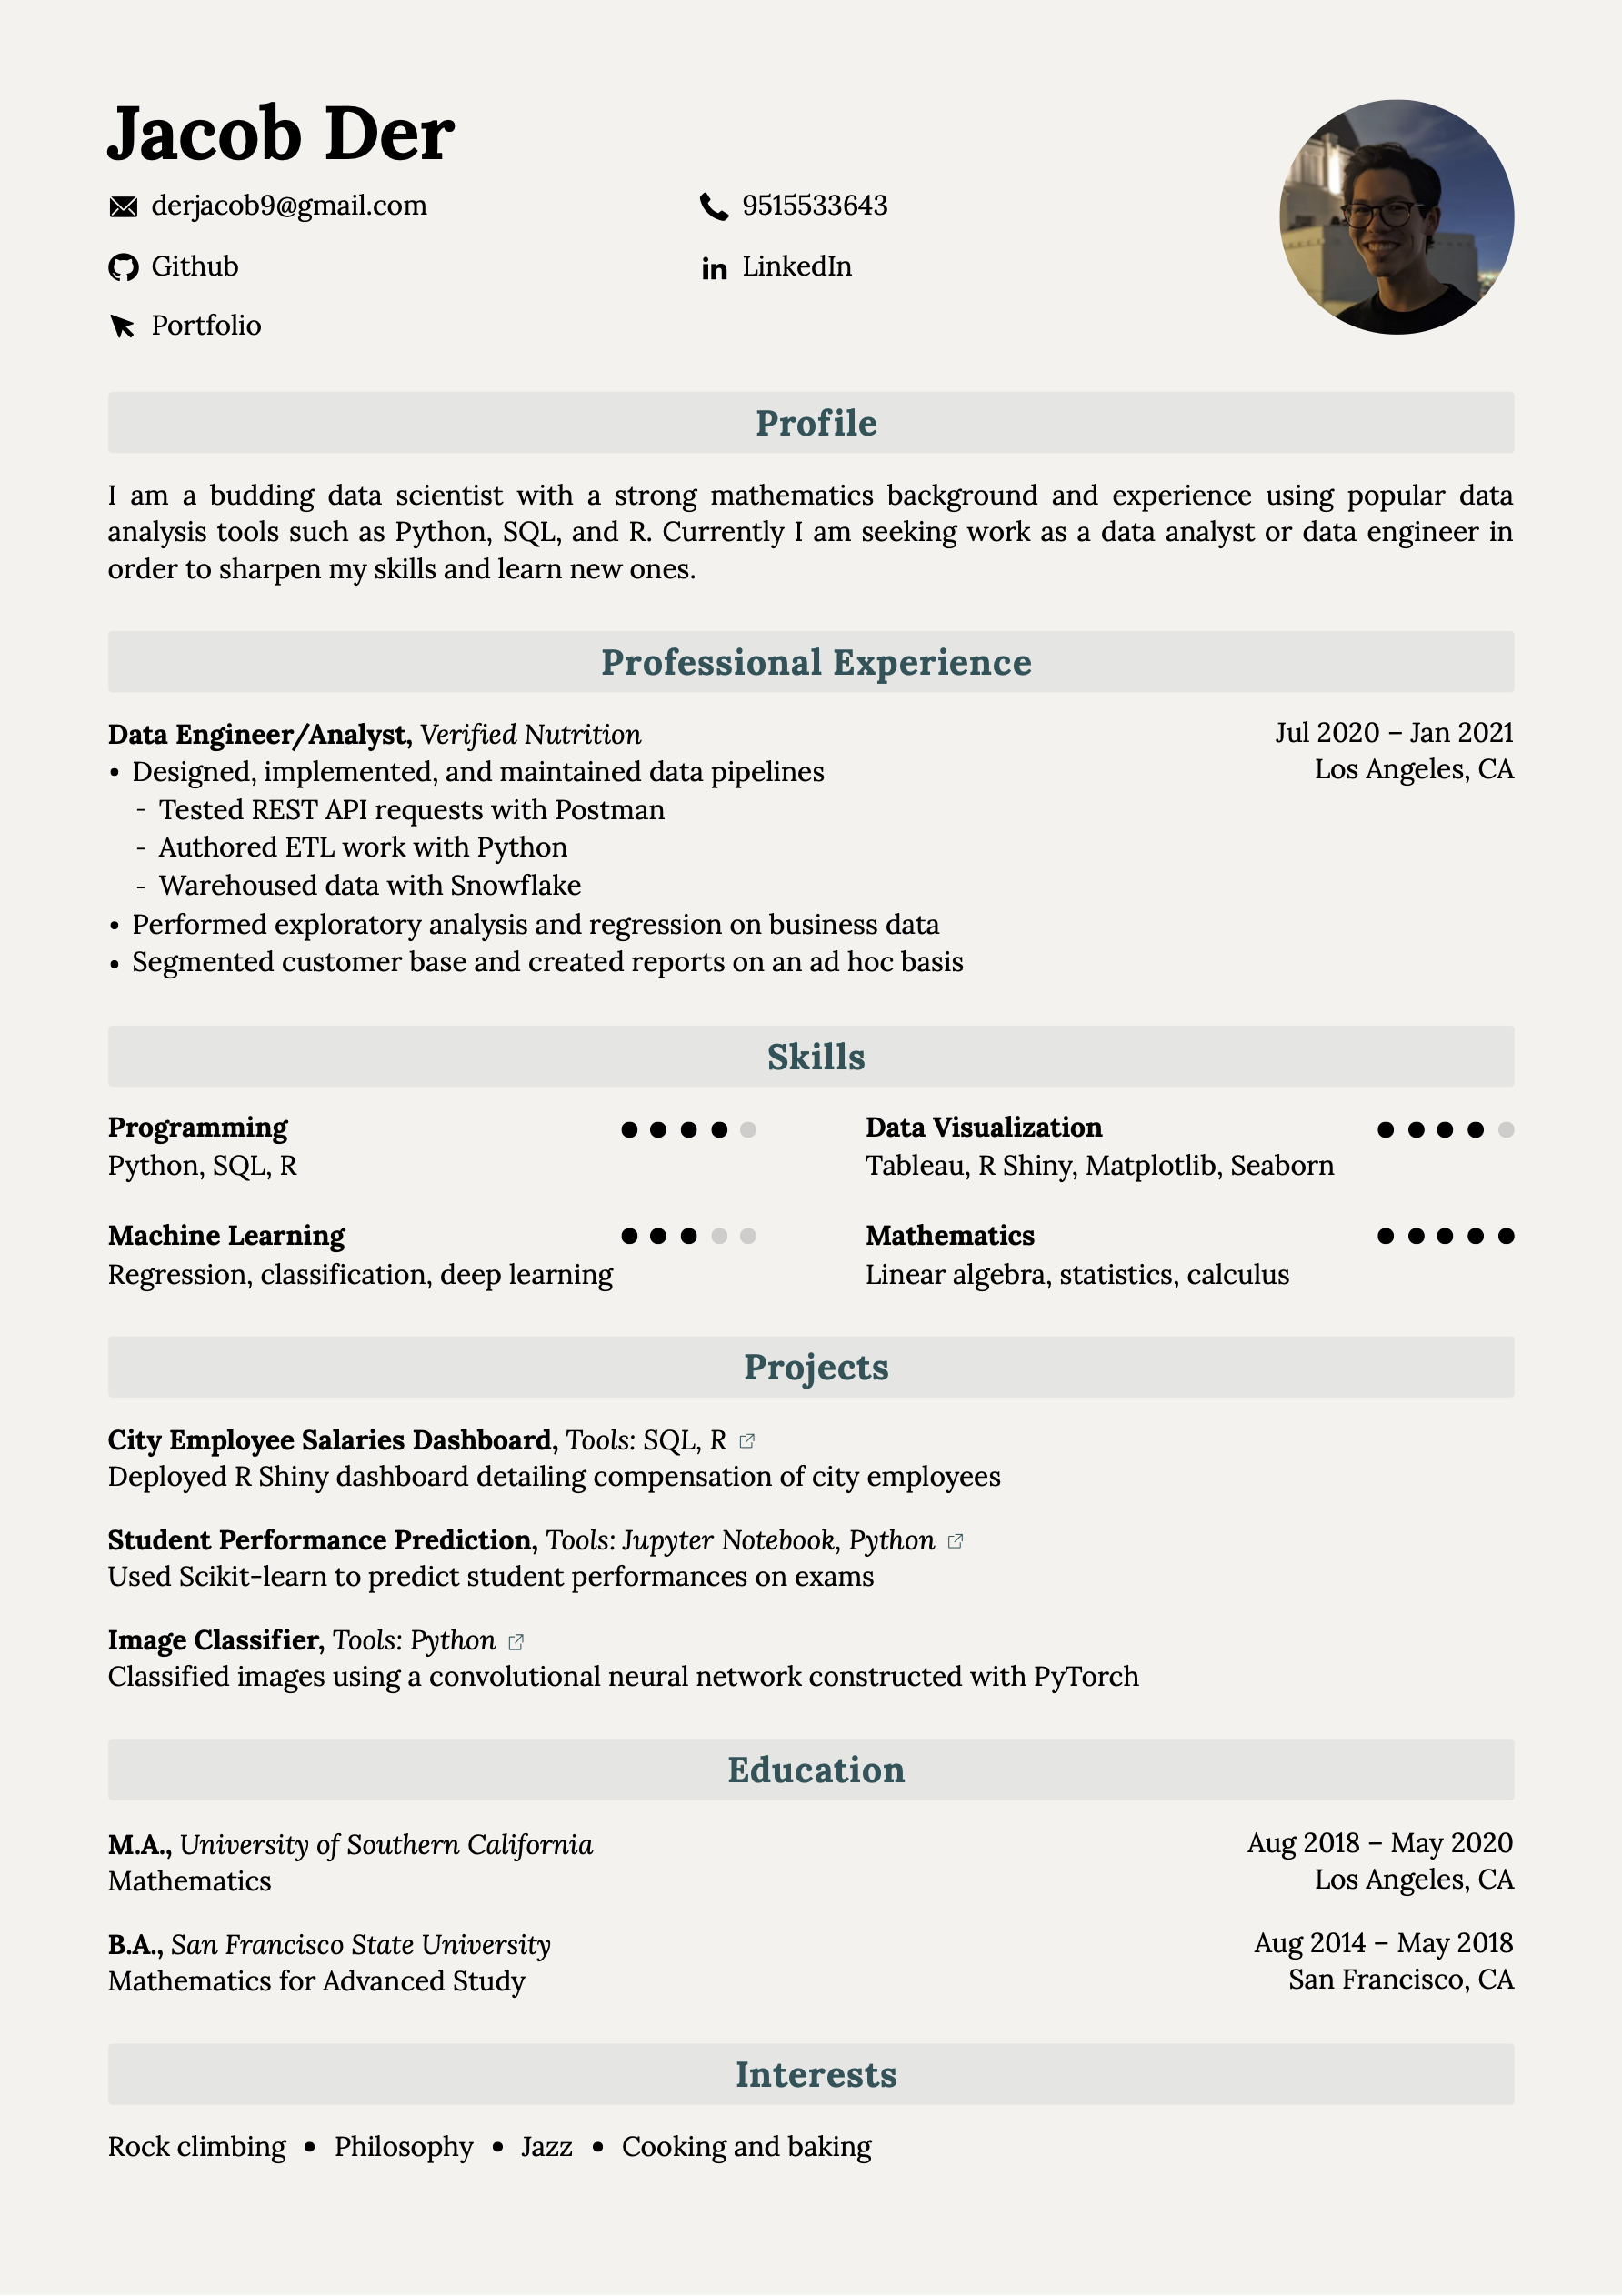 Jacob Der
derjacob9@gmail.com
9515533643
Github
LinkedIn
Portfolio
Profile
I am a budding data scientist with a strong mathematics background and experience using popular data
analysis tools such as Python, SQL, and R. Currently I am seeking work as a data analyst or data engineer in
order to sharpen my skills and learn new ones.
Professional Experience
Data Engineer/Analyst, Verified Nutrition
Jul 2020 – Jan 2021
Los Angeles, CA
• Designed, implemented, and maintained data pipelines
- Tested REST API requests with Postman
- Authored ETL work with Python
- Warehoused data with Snowflake
• Performed exploratory analysis and regression on business data
• Segmented customer base and created reports on an ad hoc basis
Skills
Programming
Python, SQL, R
Data Visualization
Tableau, R Shiny, Matplotlib, Seaborn
Machine Learning
Regression, classification, deep learning
Mathematics
Linear algebra, statistics, calculus
Projects
City Employee Salaries Dashboard, Tools: SQL, R
Deployed R Shiny dashboard detailing compensation of city employees
Student Performance Prediction, Tools: Jupyter Notebook, Python
Used Scikit-learn to predict student performances on exams
Image Classifier, Tools: Python
Classified images using a convolutional neural network constructed with PyTorch
Education
M.A., University of Southern California
Mathematics
Aug 2018 – May 2020
Los Angeles, CA
B.A., San Francisco State University
Mathematics for Advanced Study
Aug 2014 – May 2018
San Francisco, CA
Interests
Rock climbing • Philosophy • Jazz • Cooking and baking